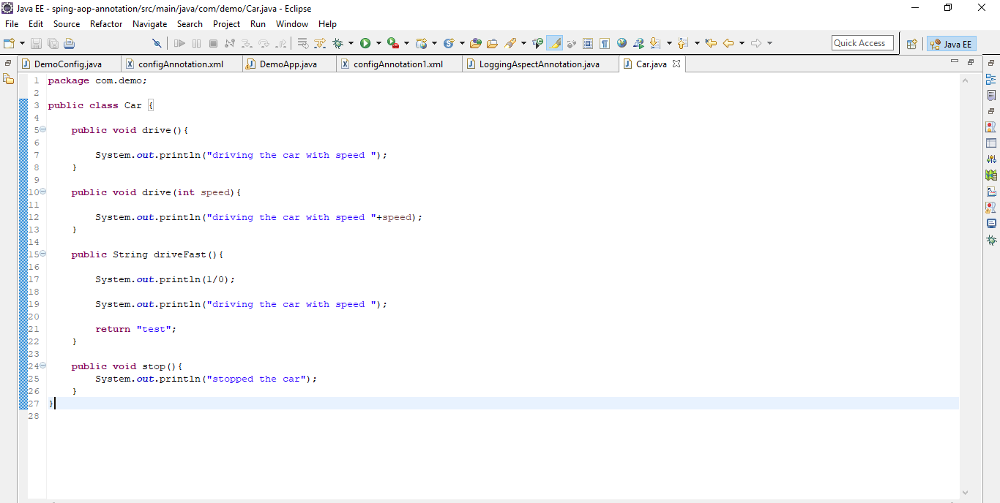 Java EE - sping-aop-annotation/src/main/java/com/demo/Car.java - Eclipse
File Edit Source Refactor Navigate Search Project Run Window Help
Quick Access
Java EE
DemoConfig.java configAnnotation.xml DemoApp.java configAnnotation1.xml LoggingAspectAnnotation.java Car.java
1 package com.demo;
2
3 public class Car {
4
5 public void drive(){
6
7 System.out.println("driving the car with speed ");
8 }
9
10 public void drive(int speed){
11
12 System.out.println("driving the car with speed "+speed);
13 }
14
15 public String driveFast(){
16
17 System.out.println(1/0);
18
19 System.out.println("driving the car with speed ");
20
21 return "test";
22 }
23
24 public void stop(){
25 System.out.println("stopped the car");
26 }
27 }
28